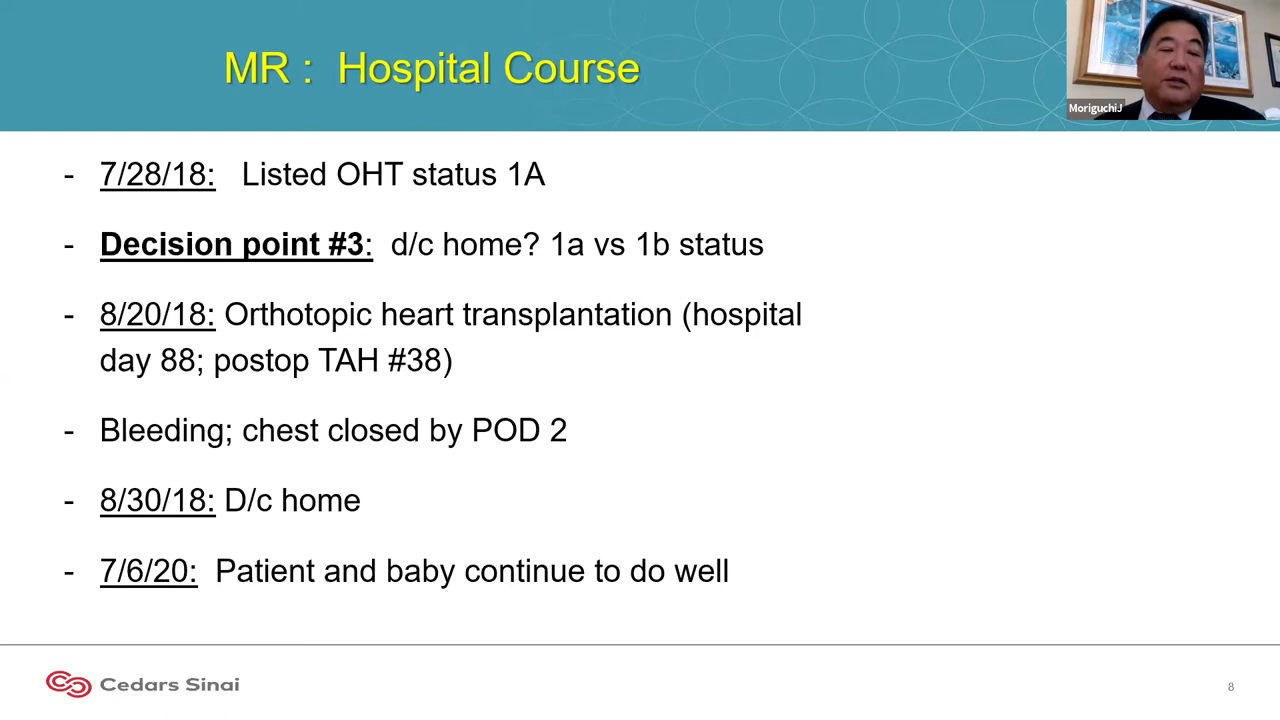 MR :  Hospital Course
MoriguchiJ
- 7/28/18:   Listed OHT status 1A
- Decision point #3:  d/c home? 1a vs 1b status
- 8/20/18: Orthotopic heart transplantation (hospital
day 88; postop TAH #38)
- Bleeding; chest closed by POD 2
- 8/30/18: D/c home
- 7/6/20:  Patient and baby continue to do well
Cedars Sinai
8